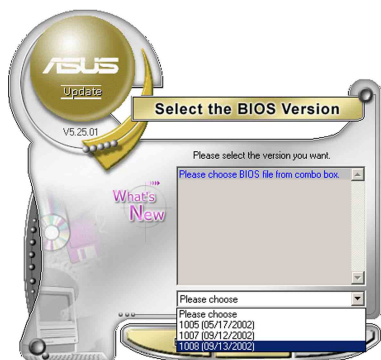 ASUS
Update
V5.25.01
Select the BIOS Version
Please select the version you want.
What's
New
Please choose BIOS file from combo box.
Please choose
Please choose
1005 (05/17/2002)
1007 (09/12/2002)
1008 (09/13/2002)